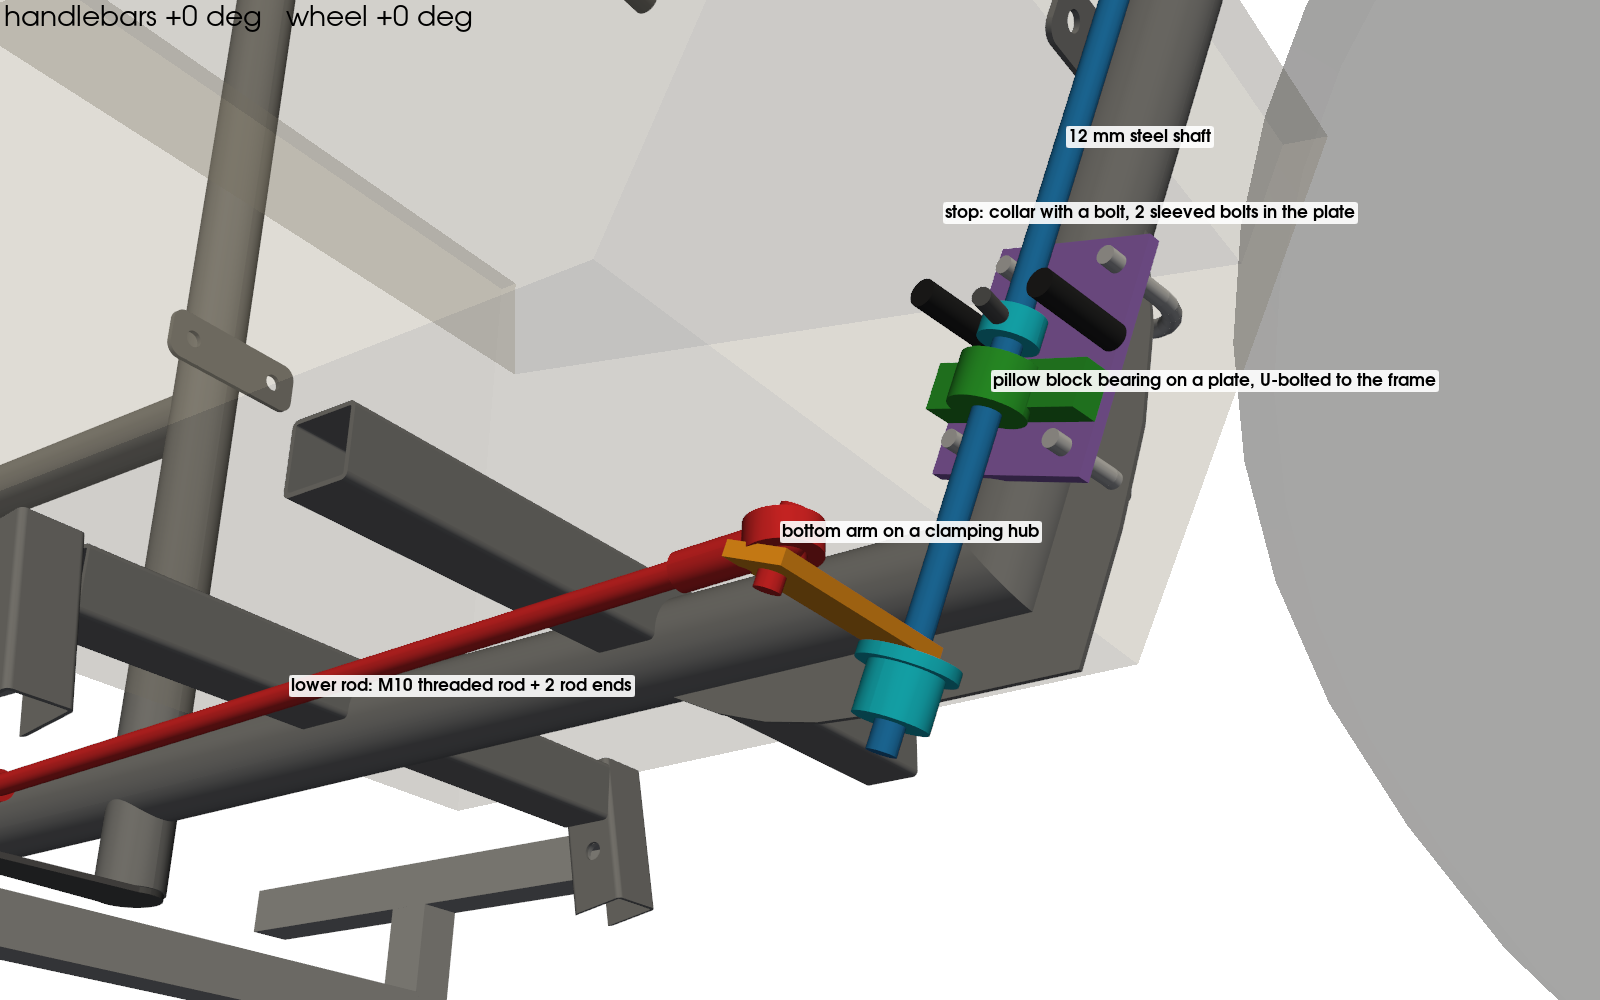 handlebars +0 deg   wheel +0 deg
12 mm steel shaft
stop: collar with a bolt, 2 sleeved bolts in the plate
pillow block bearing on a plate, U-bolted to the frame
bottom arm on a clamping hub
lower rod: M10 threaded rod + 2 rod ends